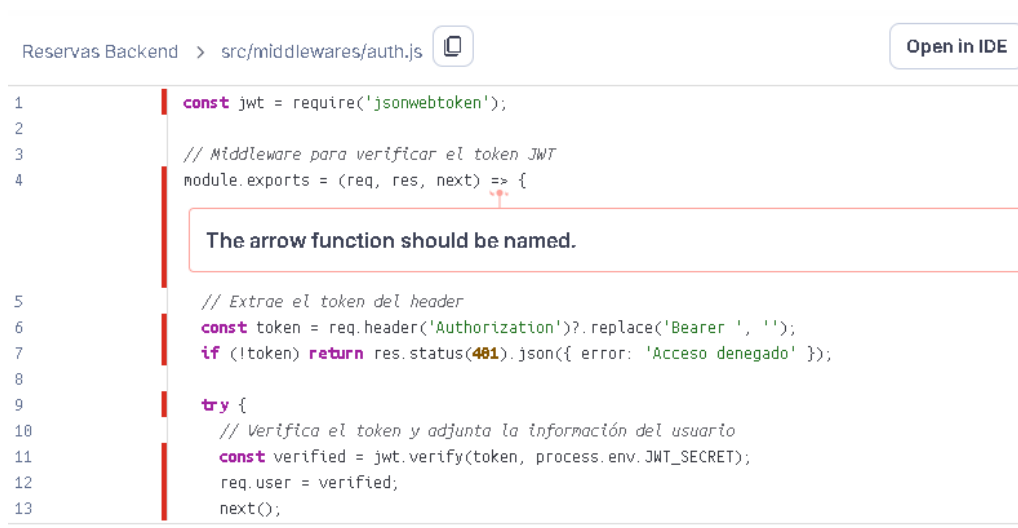 Reservas Backend > src/middlewares/auth.js
Open in IDE
1 const jwt = require('jsonwebtoken');
2
3 // Middleware para verificar el token JWT
4 module.exports = (req, res, next) => {
The arrow function should be named.
5 // Extrae el token del header
6 const token = req.header('Authorization')?.replace('Bearer ', '');
7 if (!token) return res.status(401).json({ error: 'Acceso denegado' });
8
9 try {
10 // Verifica el token y adjunta la información del usuario
11 const verified = jwt.verify(token, process.env.JWT_SECRET);
12 req.user = verified;
13 next();